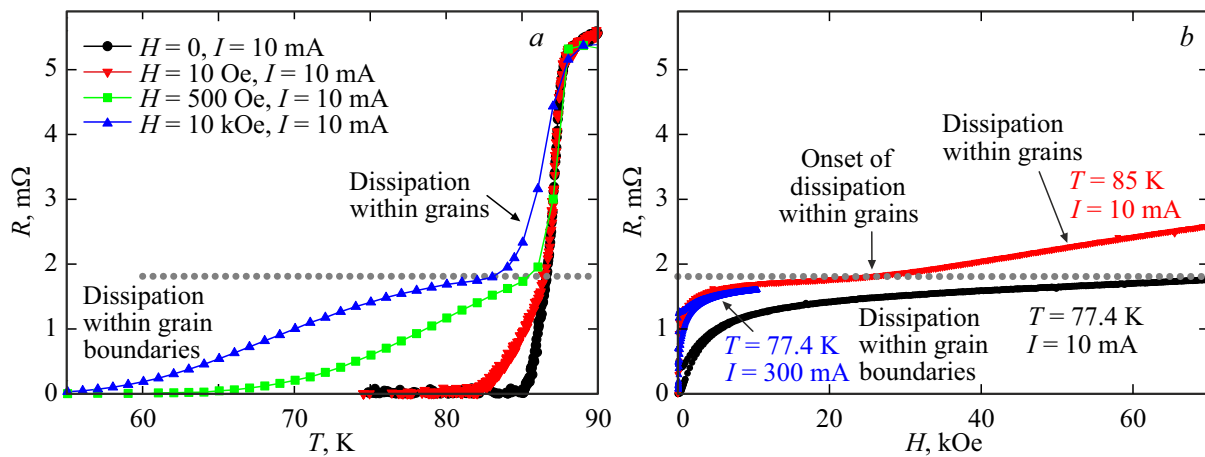 a
H = 0, I = 10 mA
H = 10 Oe, I = 10 mA
H = 500 Oe, I = 10 mA
H = 10 kOe, I = 10 mA
Dissipation
within grains
Dissipation
within grain
boundaries
R, mΩ
5
4
3
2
1
0
60
70
80
90
T, K
b
Dissipation
within grains
Onset of
dissipation
within grains
T = 85 K
I = 10 mA
T = 77.4 K
I = 300 mA
Dissipation
within grain
boundaries
T = 77.4 K
I = 10 mA
R, mΩ
5
4
3
2
1
0
0
20
40
60
H, kOe